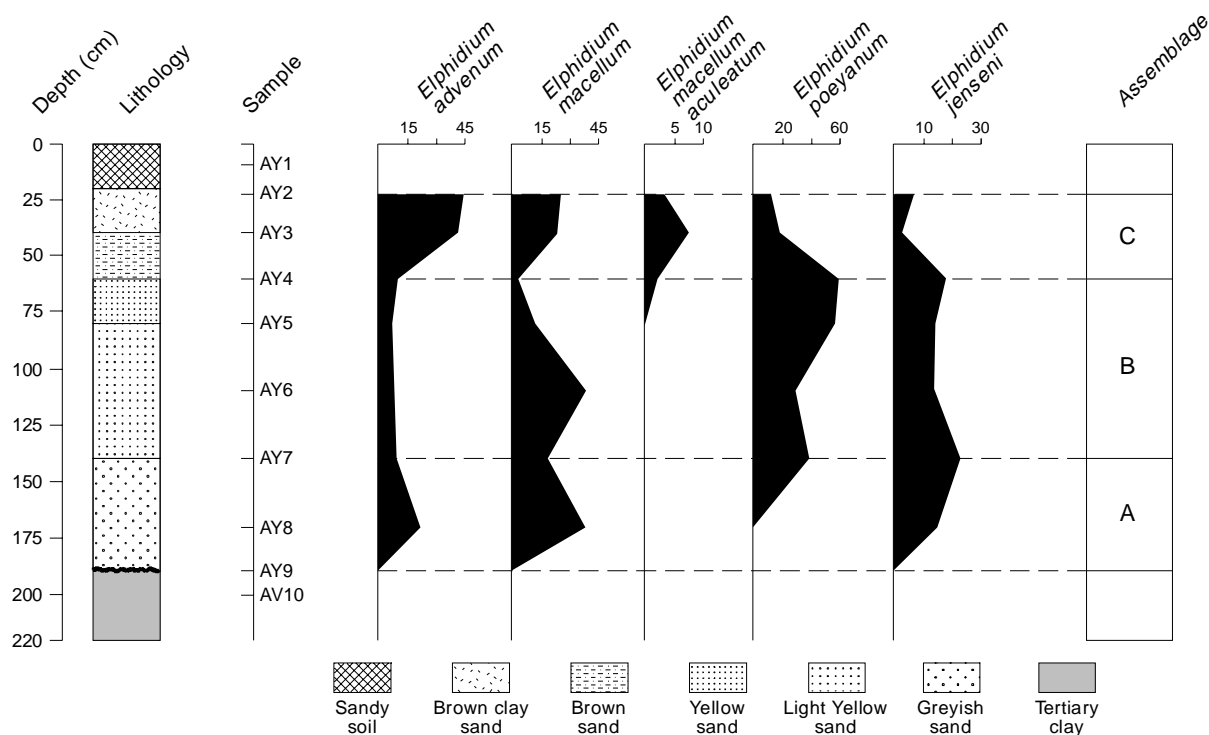 Depth (cm)
Lithology
Sample
Elphidium
advenum
Elphidium
macellum
Elphidium
macellum
aculeatum
Elphidium
poeyanum
Elphidium
jenseni
Assemblage
15 45
15 45
5 10
20 60
10 30
0
25
50
75
100
125
150
175
200
220
AY1
AY2
AY3
AY4
AY5
AY6
AY7
AY8
AY9
AV10
C
B
A
Sandy
soil
Brown clay
sand
Brown
sand
Yellow
sand
Light Yellow
sand
Greyish
sand
Tertiary
clay